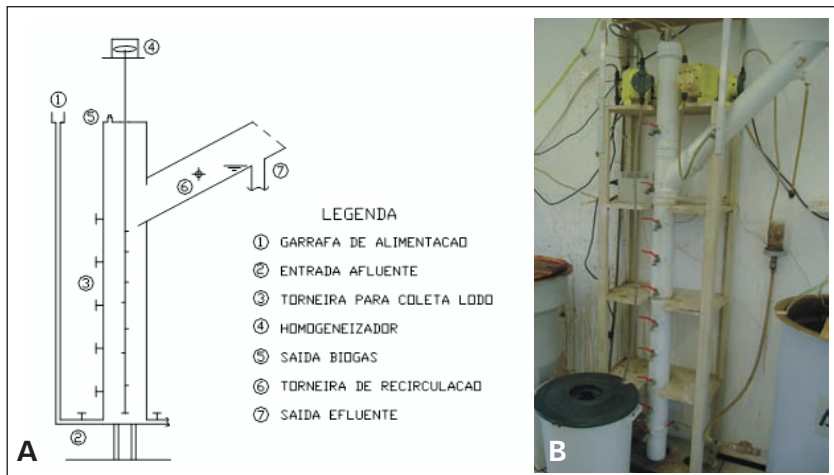 ④
①
⑤
⑥
⑦
③
②
LEGENDA
① GARRAFA DE ALIMENTACAO
② ENTRADA AFLUENTE
③ TORNEIRA PARA COLETA LODO
④ HOMOGENEIZADOR
⑤ SAIDA BIOGAS
⑥ TORNEIRA DE RECIRCULACAO
⑦ SAIDA EFLUENTE
A
B